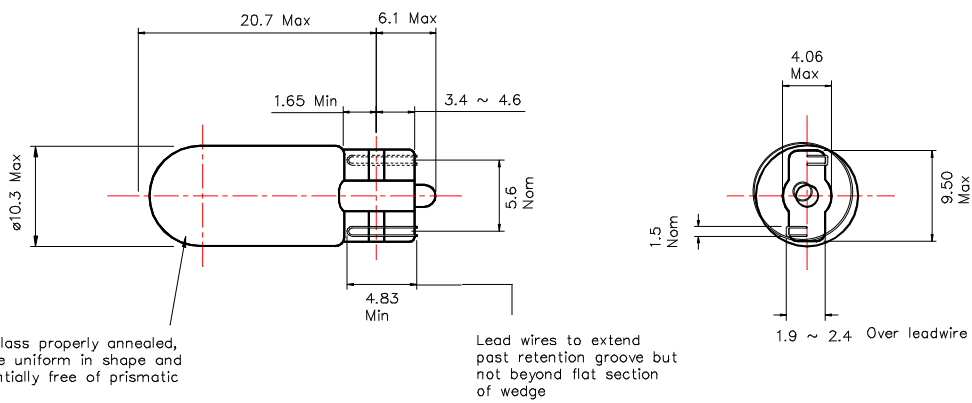 20.7 Max
6.1 Max
1.65 Min
3.4 ~ 4.6
ø10.3 Max
5.6
Nom
4.83
Min
4.06
Max
9.50
Max
1.5
Nom
1.9 ~ 2.4 Over leadwire
lass properly annealed,
e uniform in shape and
ntially free of prismatic
Lead wires to extend
past retention groove but
not beyond flat section
of wedge